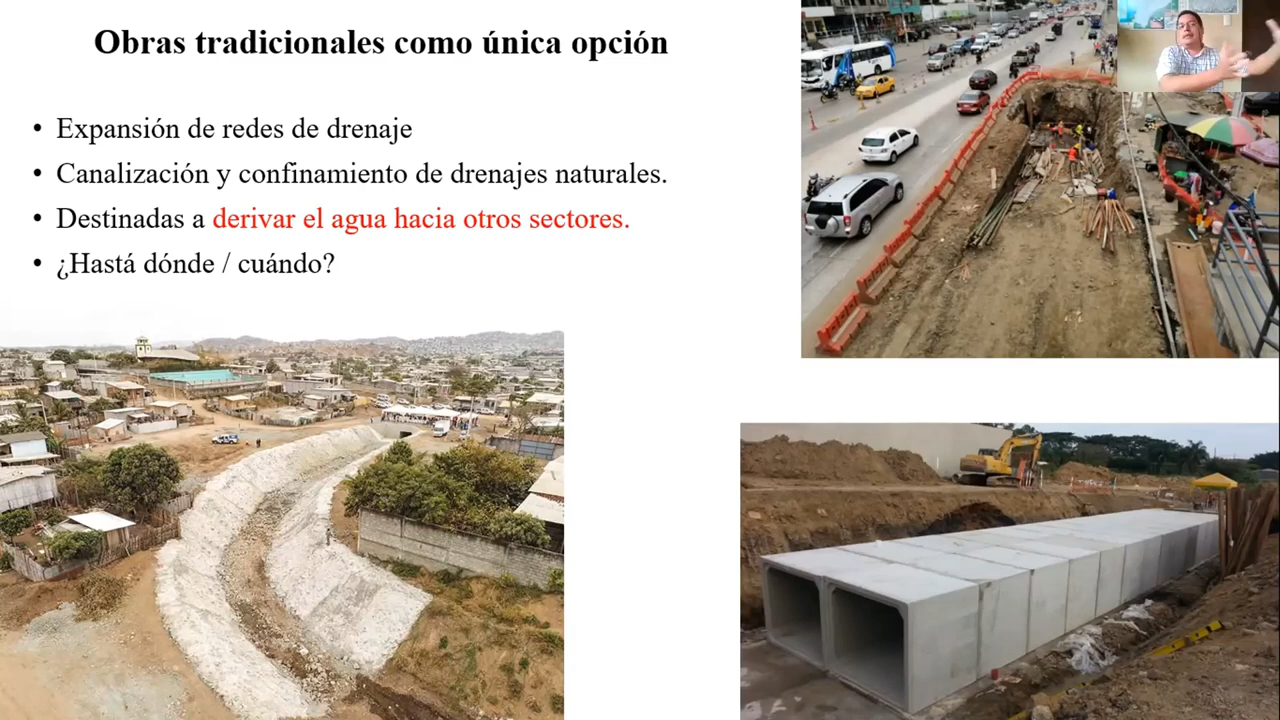 Obras tradicionales como única opción
• Expansión de redes de drenaje
• Canalización y confinamiento de drenajes naturales.
• Destinadas a derivar el agua hacia otros sectores.
• ¿Hastá dónde / cuándo?